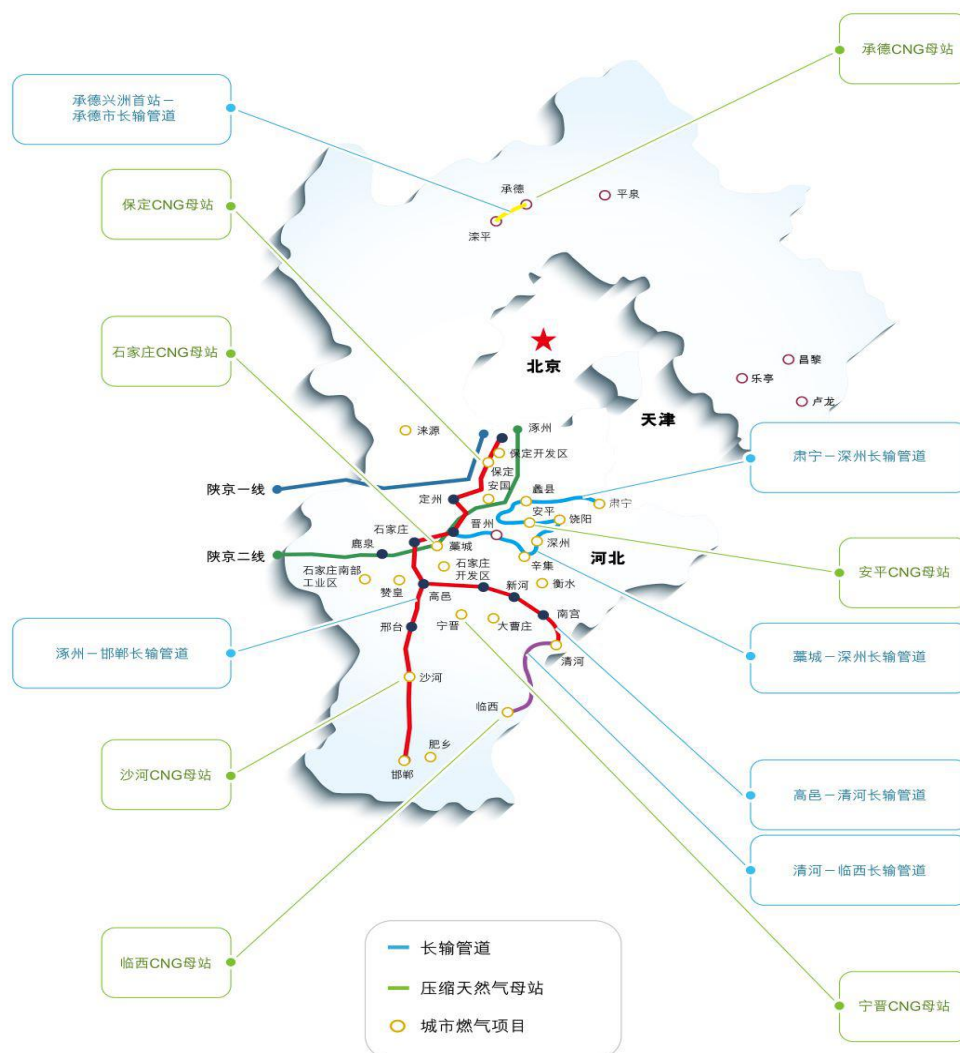 承德CNG母站
承德兴洲首站－
承德市长输管道
保定CNG母站
承德
平泉
滦平
石家庄CNG母站
北京
昌黎
乐亭
卢龙
天津
涞源
涿州
保定开发区
肃宁－深州长输管道
保定
安国
陕京一线
定州
蠡县
肃宁
安平
饶阳
石家庄
晋州
鹿泉
藁城
深州
陕京二线
河北
石家庄
开发区
辛集
石家庄南部
工业区
赞皇
高邑
新河
衡水
安平CNG母站
南宫
邢台
宁晋
大曹庄
涿州－邯郸长输管道
清河
藁城－深州长输管道
沙河
临西
肥乡
邯郸
沙河CNG母站
高邑－清河长输管道
清河－临西长输管道
临西CNG母站
长输管道
压缩天然气母站
城市燃气项目
宁晋CNG母站